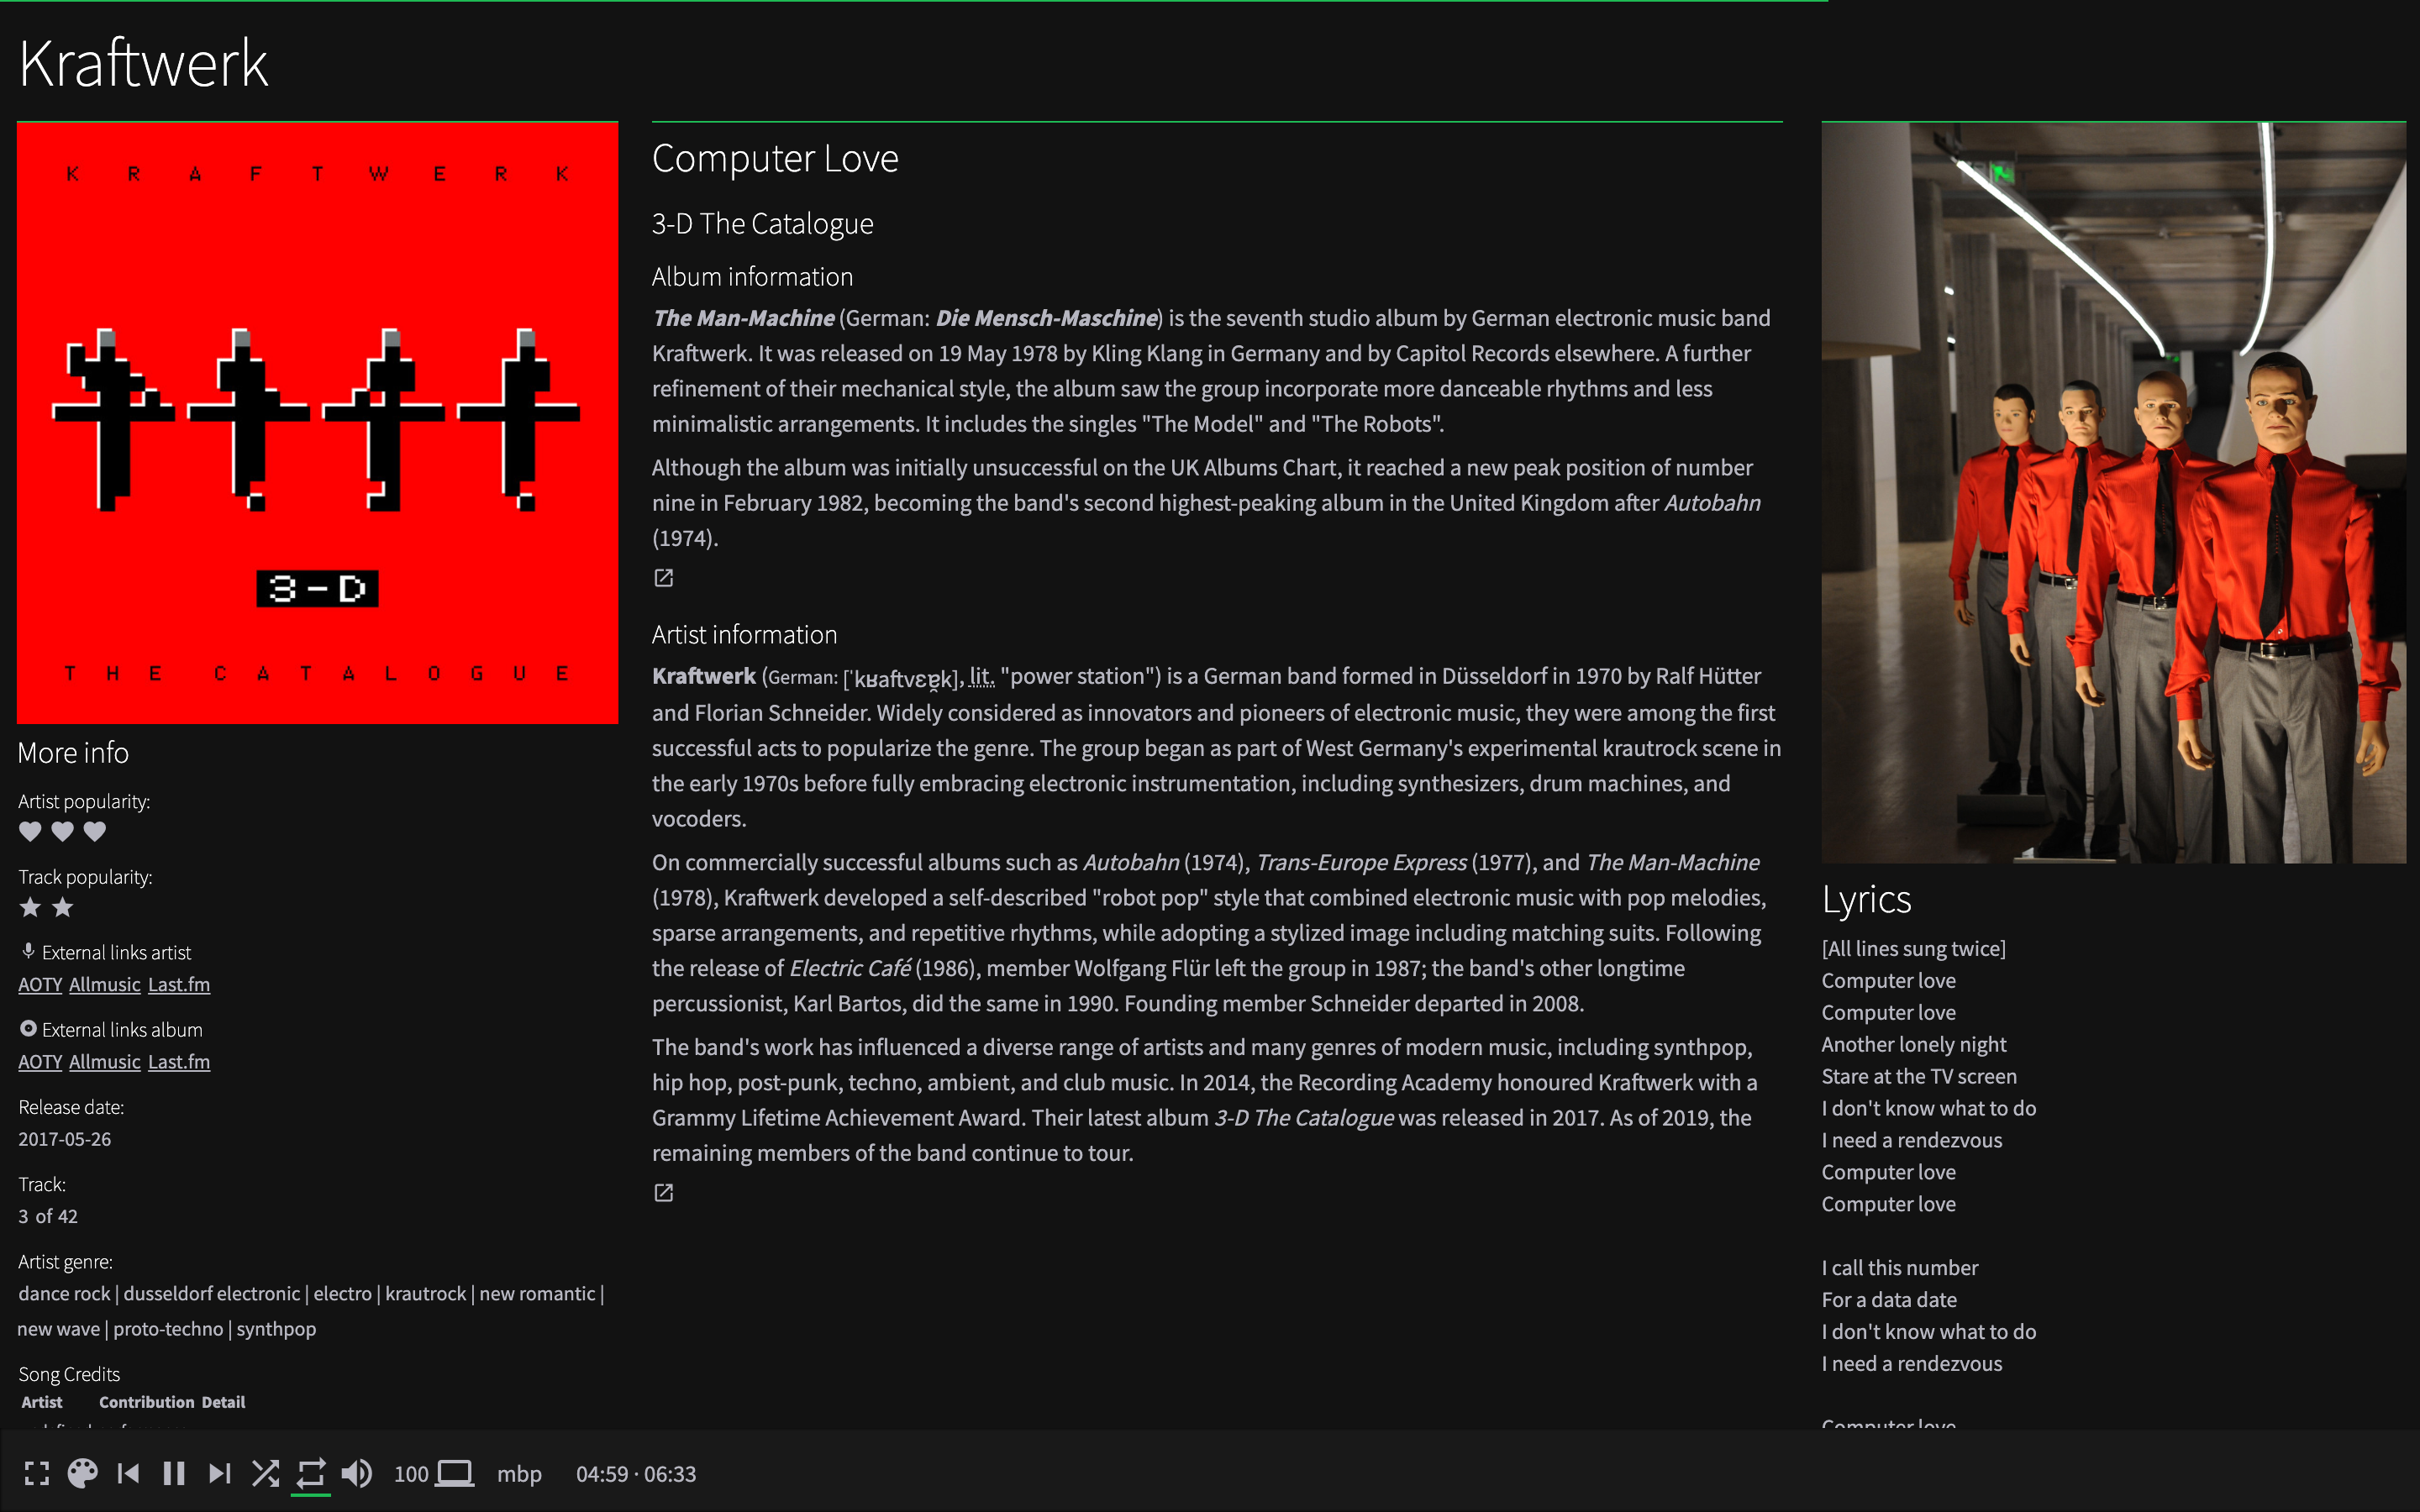 Kraftwerk
K R A F T W E R K
3-D
T H E C A T A L O G U E
More info
Artist popularity:
Track popularity:
External links artist
AOTY Allmusic Last.fm
External links album
AOTY Allmusic Last.fm
Release date:
2017-05-26
Track:
3 of 42
Artist genre:
dance rock | dusseldorf electronic | electro | krautrock | new romantic |
new wave | proto-techno | synthpop
Song Credits
Artist Contribution Detail
Computer Love
3-D The Catalogue
Album information
The Man-Machine (German: Die Mensch-Maschine) is the seventh studio album by German electronic music band
Kraftwerk. It was released on 19 May 1978 by Kling Klang in Germany and by Capitol Records elsewhere. A further
refinement of their mechanical style, the album saw the group incorporate more danceable rhythms and less
minimalistic arrangements. It includes the singles "The Model" and "The Robots".
Although the album was initially unsuccessful on the UK Albums Chart, it reached a new peak position of number
nine in February 1982, becoming the band's second highest-peaking album in the United Kingdom after Autobahn
(1974).
Artist information
Kraftwerk (German: [ˈkʁaftvɛɐ̯k], lit. "power station") is a German band formed in Düsseldorf in 1970 by Ralf Hütter
and Florian Schneider. Widely considered as innovators and pioneers of electronic music, they were among the first
successful acts to popularize the genre. The group began as part of West Germany's experimental krautrock scene in
the early 1970s before fully embracing electronic instrumentation, including synthesizers, drum machines, and
vocoders.
On commercially successful albums such as Autobahn (1974), Trans-Europe Express (1977), and The Man-Machine
(1978), Kraftwerk developed a self-described "robot pop" style that combined electronic music with pop melodies,
sparse arrangements, and repetitive rhythms, while adopting a stylized image including matching suits. Following
the release of Electric Café (1986), member Wolfgang Flür left the group in 1987; the band's other longtime
percussionist, Karl Bartos, did the same in 1990. Founding member Schneider departed in 2008.
The band's work has influenced a diverse range of artists and many genres of modern music, including synthpop,
hip hop, post-punk, techno, ambient, and club music. In 2014, the Recording Academy honoured Kraftwerk with a
Grammy Lifetime Achievement Award. Their latest album 3-D The Catalogue was released in 2017. As of 2019, the
remaining members of the band continue to tour.
Lyrics
[All lines sung twice]
Computer love
Computer love
Another lonely night
Stare at the TV screen
I don't know what to do
I need a rendezvous
Computer love
Computer love
I call this number
For a data date
I don't know what to do
I need a rendezvous
Computer love
100 mbp 04:59 · 06:33